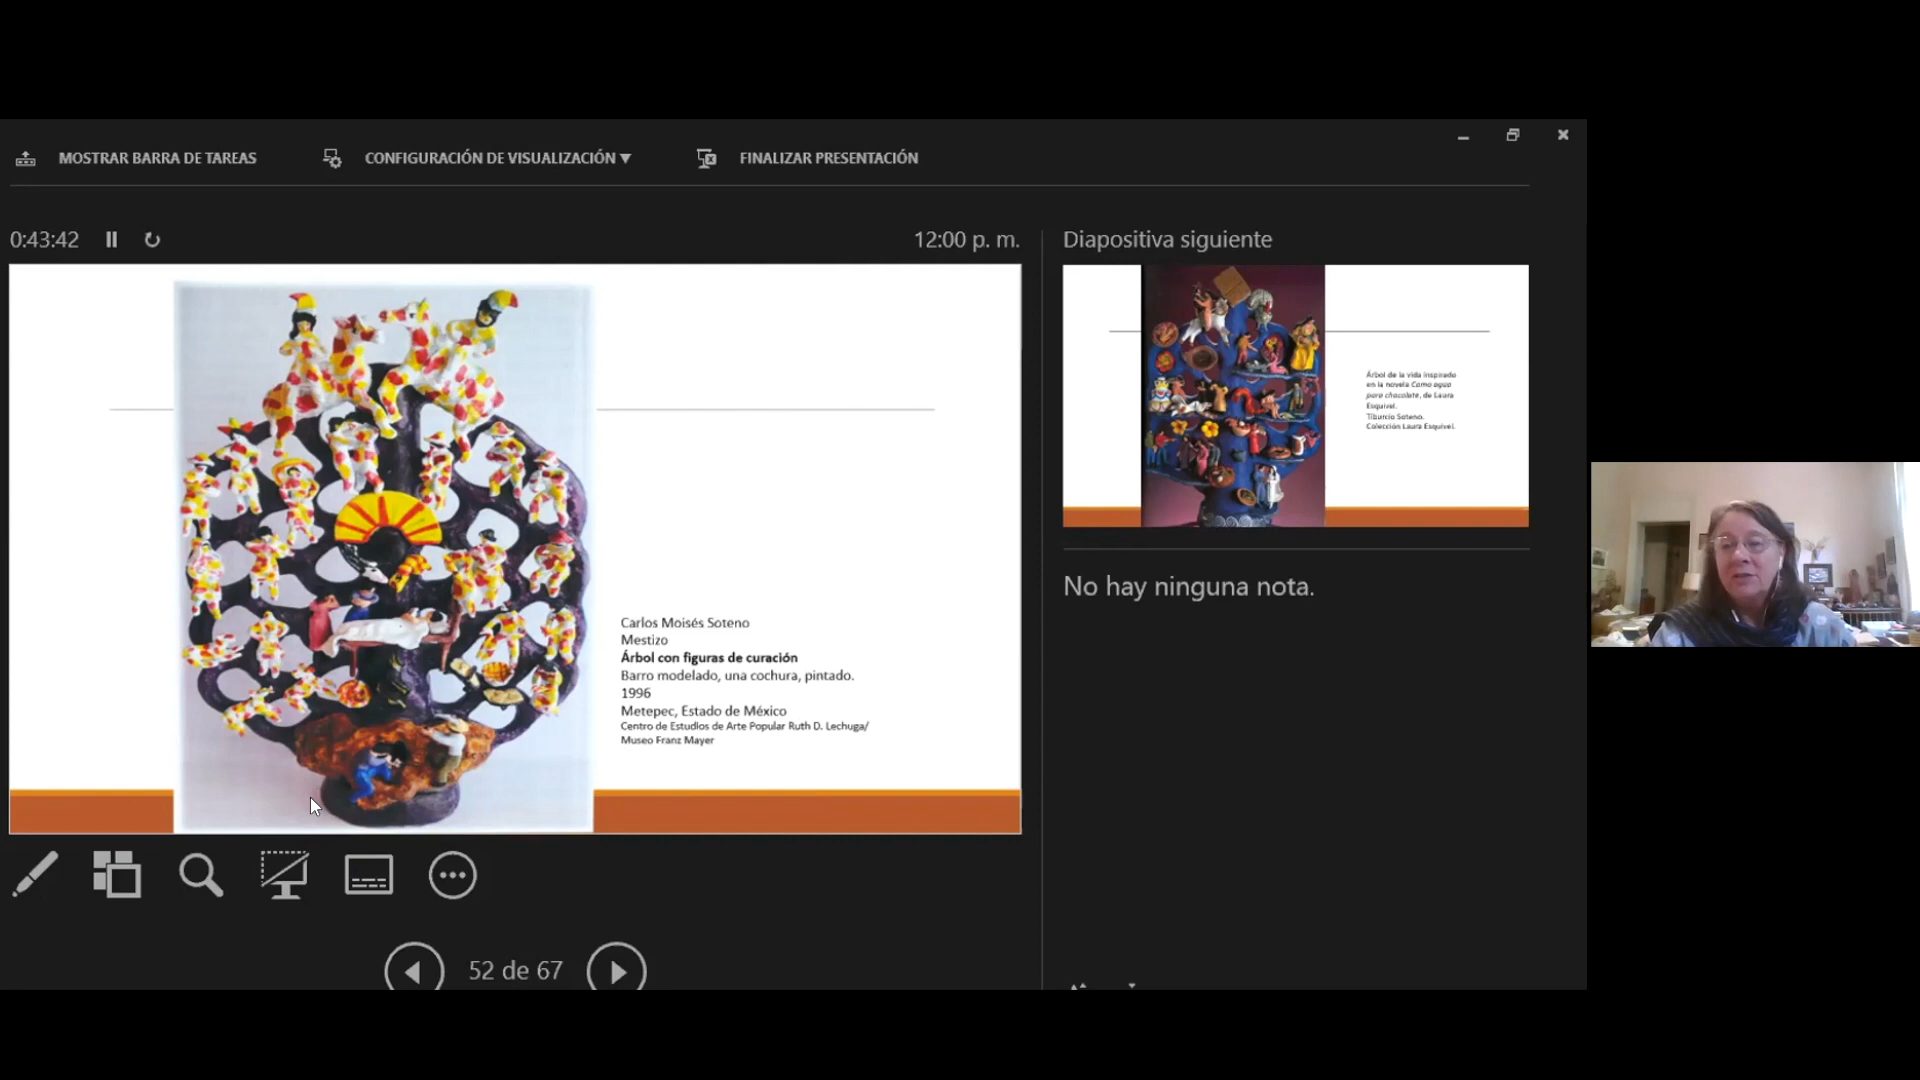 MOSTRAR BARRA DE TAREAS
CONFIGURACIÓN DE VISUALIZACIÓN ▼
FINALIZAR PRESENTACIÓN
0:43:42
12:00 p. m.
Carlos Moisés Soteno
Mestizo
Árbol con figuras de curación
Barro modelado, una cochura, pintado.
1996
Metepec, Estado de México
Centro de Estudios de Arte Popular Ruth D. Lechuga/
Museo Franz Mayer
52 de 67
Diapositiva siguiente
Árbol de la vida inspirado
en la novela Como agua
para chocolate, de Laura
Esquivel.
Tiburcio Soteno.
Colección Laura Esquivel.
No hay ninguna nota.